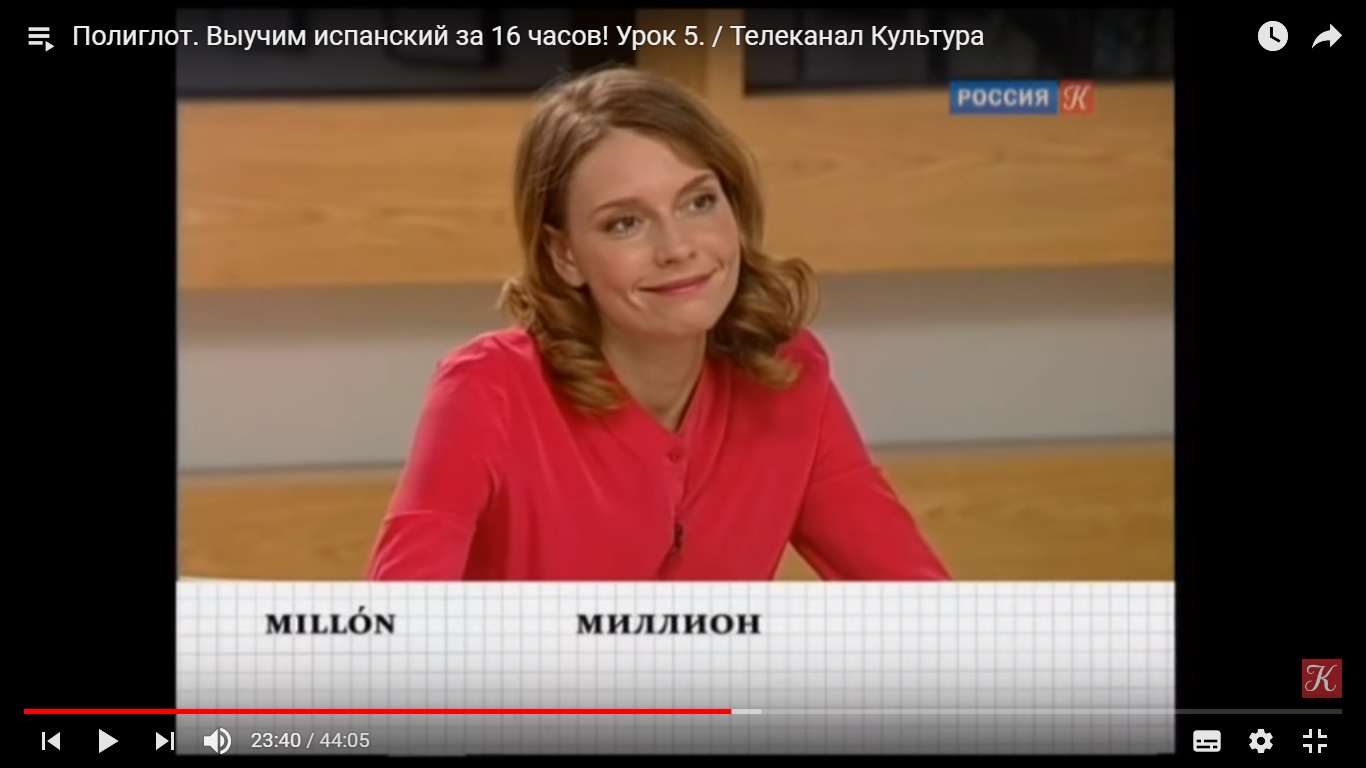 Полиглот. Выучим испанский за 16 часов! Урок 5. / Телеканал Культура
РОССИЯ К
MILLÓN МИЛЛИОН
К
23:40 / 44:05